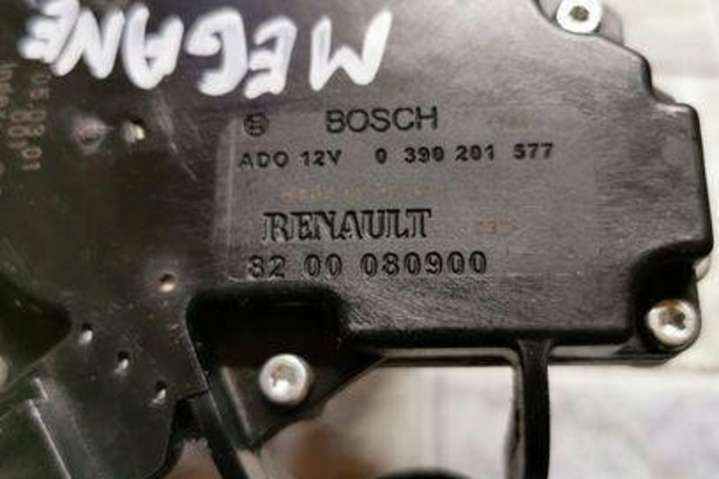 MEGANE
BOSCH
ADO 12V 0 390 201 577
RENAULT
82 00 080900